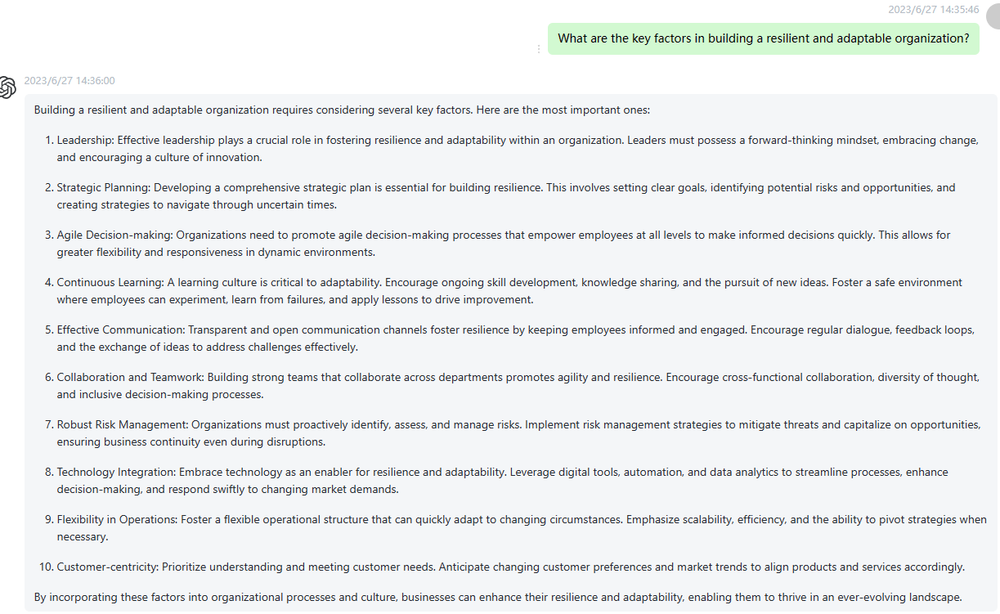 2023/6/27 14:35:46
What are the key factors in building a resilient and adaptable organization?
2023/6/27 14:36:00
Building a resilient and adaptable organization requires considering several key factors. Here are the most important ones:
1. Leadership: Effective leadership plays a crucial role in fostering resilience and adaptability within an organization. Leaders must possess a forward-thinking mindset, embracing change,
and encouraging a culture of innovation.
2. Strategic Planning: Developing a comprehensive strategic plan is essential for building resilience. This involves setting clear goals, identifying potential risks and opportunities, and
creating strategies to navigate through uncertain times.
3. Agile Decision-making: Organizations need to promote agile decision-making processes that empower employees at all levels to make informed decisions quickly. This allows for
greater flexibility and responsiveness in dynamic environments.
4. Continuous Learning: A learning culture is critical to adaptability. Encourage ongoing skill development, knowledge sharing, and the pursuit of new ideas. Foster a safe environment
where employees can experiment, learn from failures, and apply lessons to drive improvement.
5. Effective Communication: Transparent and open communication channels foster resilience by keeping employees informed and engaged. Encourage regular dialogue, feedback loops,
and the exchange of ideas to address challenges effectively.
6. Collaboration and Teamwork: Building strong teams that collaborate across departments promotes agility and resilience. Encourage cross-functional collaboration, diversity of thought,
and inclusive decision-making processes.
7. Robust Risk Management: Organizations must proactively identify, assess, and manage risks. Implement risk management strategies to mitigate threats and capitalize on opportunities,
ensuring business continuity even during disruptions.
8. Technology Integration: Embrace technology as an enabler for resilience and adaptability. Leverage digital tools, automation, and data analytics to streamline processes, enhance
decision-making, and respond swiftly to changing market demands.
9. Flexibility in Operations: Foster a flexible operational structure that can quickly adapt to changing circumstances. Emphasize scalability, efficiency, and the ability to pivot strategies when
necessary.
10. Customer-centricity: Prioritize understanding and meeting customer needs. Anticipate changing customer preferences and market trends to align products and services accordingly.
By incorporating these factors into organizational processes and culture, businesses can enhance their resilience and adaptability, enabling them to thrive in an ever-evolving landscape.